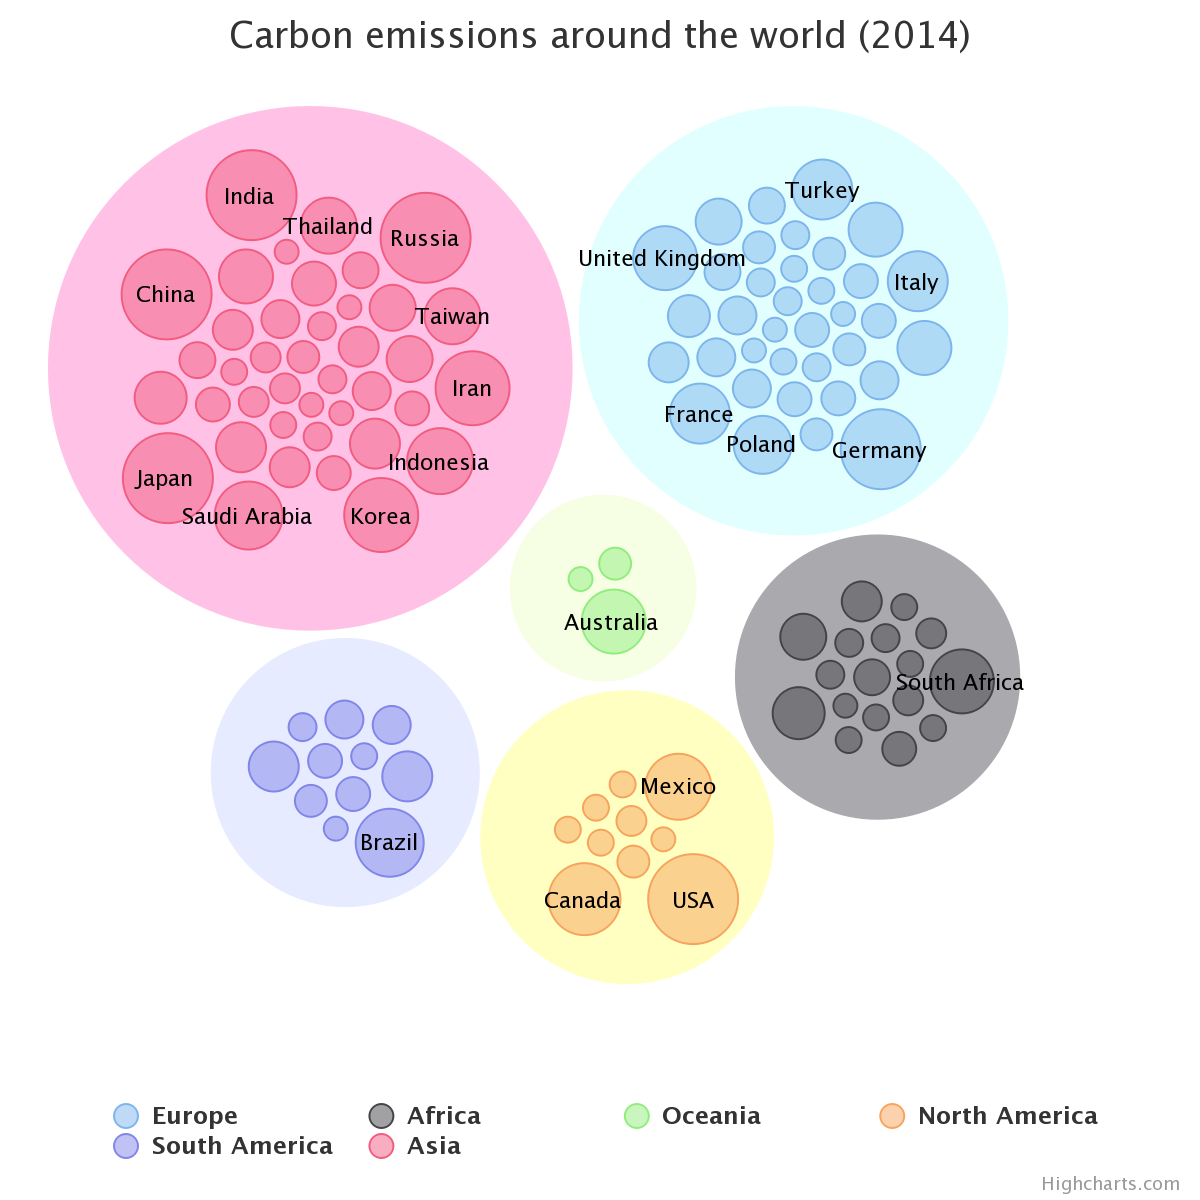 Carbon emissions around the world (2014)
India
Thailand
Russia
China
Taiwan
Iran
Indonesia
Japan
Saudi Arabia
Korea
Turkey
United Kingdom
Italy
France
Poland
Germany
Australia
South Africa
Brazil
Mexico
Canada
USA
Europe
Africa
Oceania
North America
South America
Asia
Highcharts.com